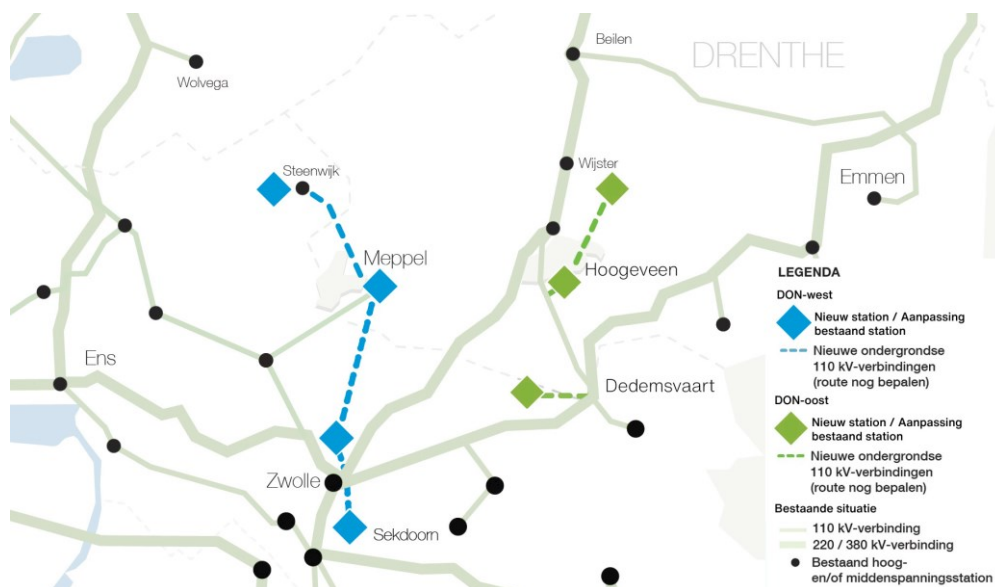 Beilen
DRENTHE
Wolvega
Steenwijk
Wijster
Emmen
Meppel
Hoogeveen
Ens
Dedemsvaart
Zwolle
Sekdoorn
LEGENDA
DON-west
Nieuw station / Aanpassing
bestaand station
Nieuwe ondergrondse
110 kV-verbindingen
(route nog bepalen)
DON-oost
Nieuw station / Aanpassing
bestaand station
Nieuwe ondergrondse
110 kV-verbindingen
(route nog bepalen)
Bestaande situatie
110 kV-verbinding
220 / 380 kV-verbinding
Bestaand hoog-
en/of middenspanningsstation